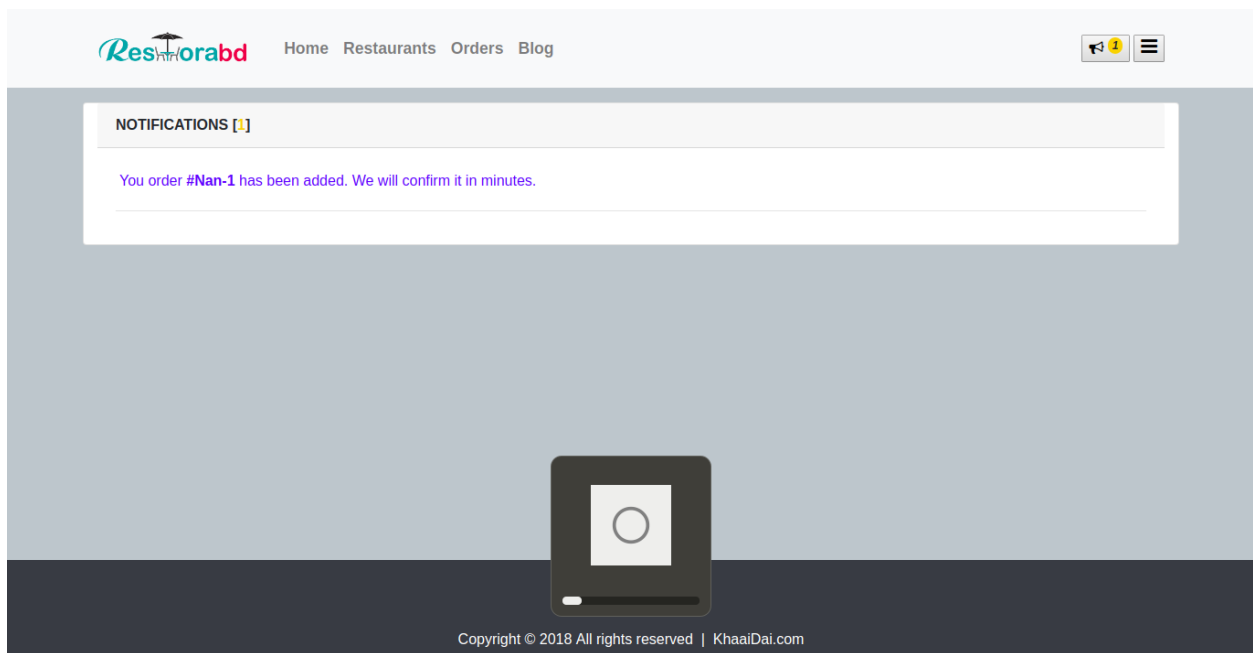 Restorabd Home Restaurants Orders Blog 1
NOTIFICATIONS [1]
You order #Nan-1 has been added. We will confirm it in minutes.
Copyright © 2018 All rights reserved | KhaaiDai.com